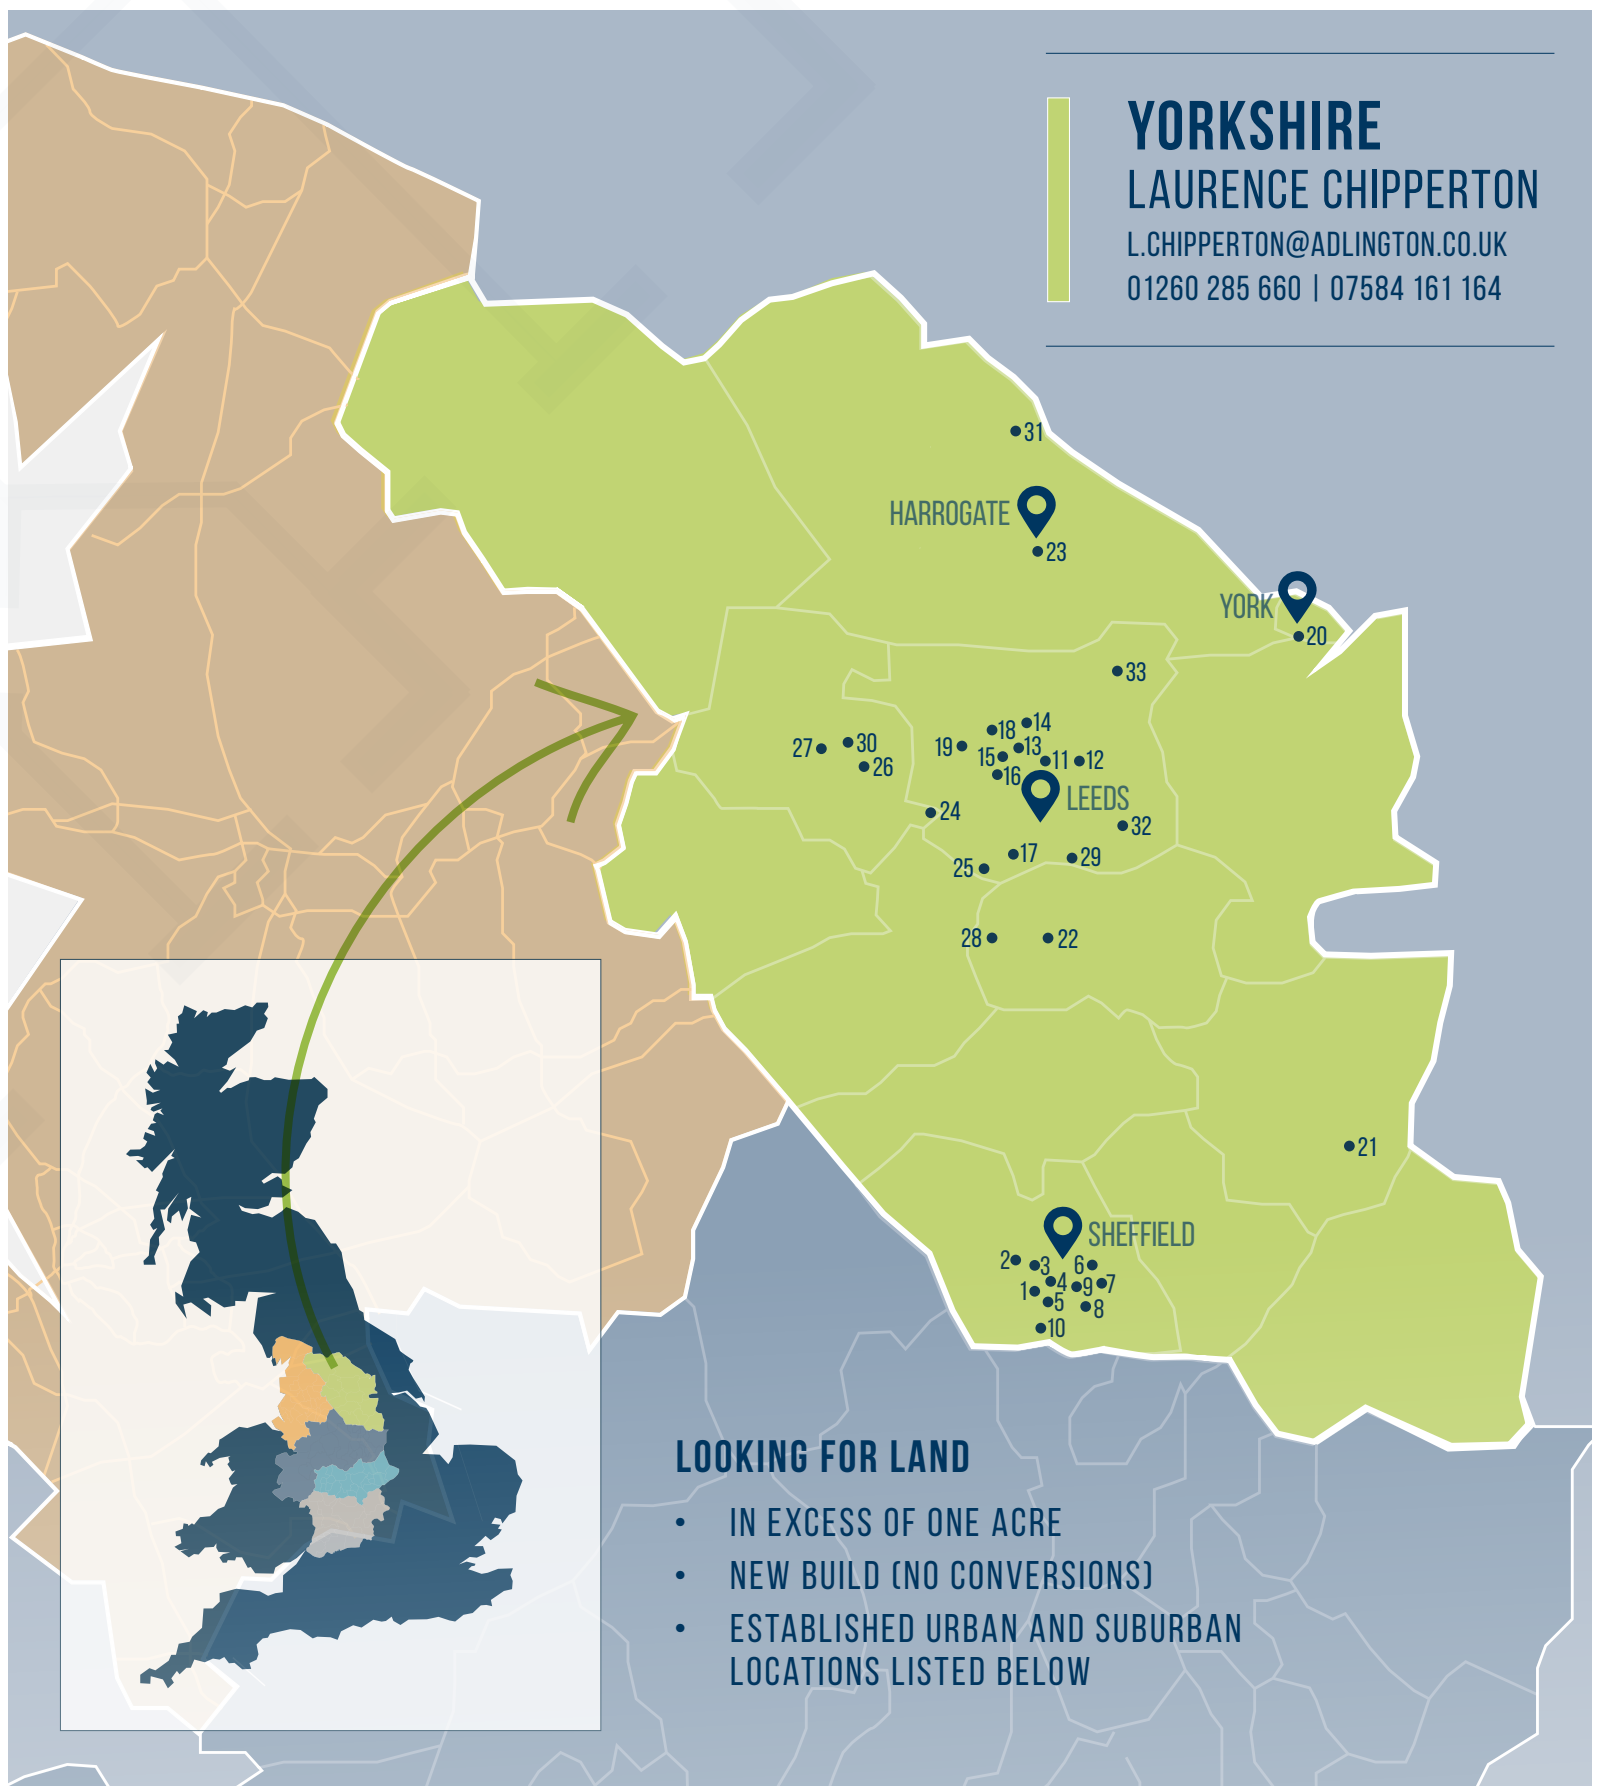 YORKSHIRE
LAURENCE CHIPPERTON
L.CHIPPERTON@ADLINGTON.CO.UK
01260 285 660 | 07584 161 164
31
HARROGATE
23
YORK
20
33
14
18
19
13
27
30
15
11
12
26
16
LEEDS
24
32
17
29
25
28
22
21
SHEFFIELD
2
3
6
4
9
7
1
5
8
10
LOOKING FOR LAND
• IN EXCESS OF ONE ACRE
• NEW BUILD (NO CONVERSIONS)
• ESTABLISHED URBAN AND SUBURBAN
LOCATIONS LISTED BELOW